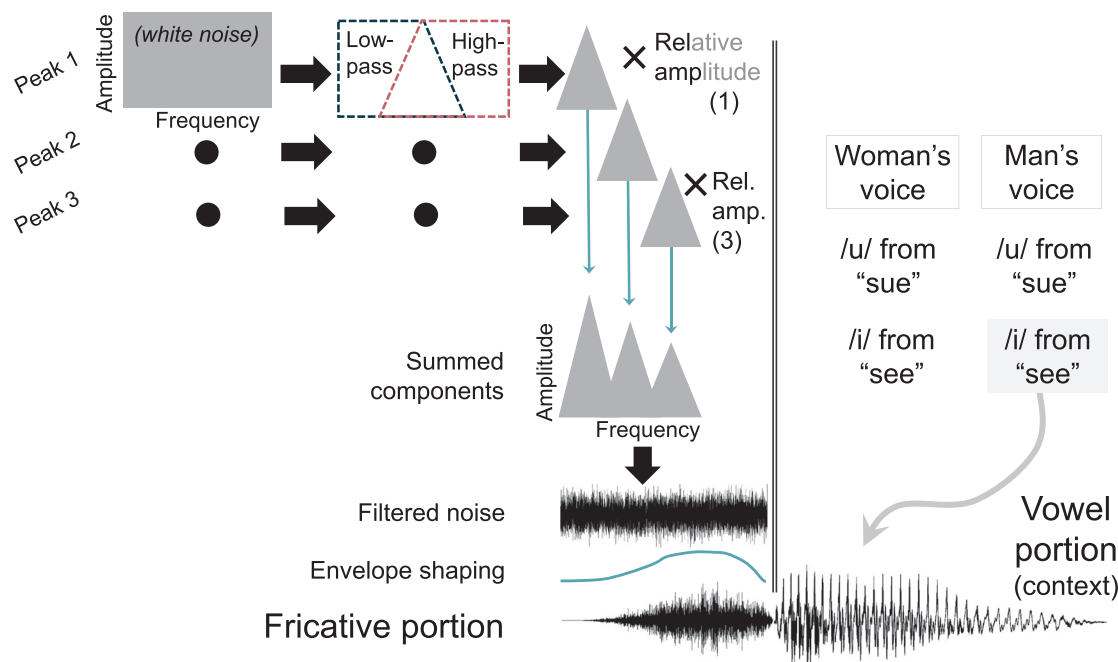 Peak 1
Amplitude
(white noise)
Frequency
Low-
pass
High-
pass
Relative
amplitude
(1)
Peak 2
Peak 3
Rel.
amp.
(3)
Summed
components
Amplitude
Frequency
Filtered noise
Envelope shaping
Fricative portion
Woman's
voice
Man's
voice
/u/ from
"sue"
/u/ from
"sue"
/i/ from
"see"
/i/ from
"see"
Vowel
portion
(context)